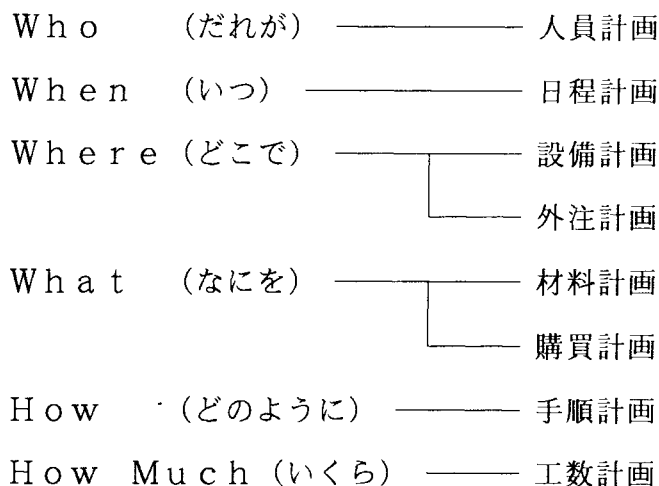 Who (だれが) 人員計画
When (いつ) 日程計画
Where (どこで) 設備計画
外注計画
What (なにを) 材料計画
購買計画
How (どのように) 手順計画
How Much (いくら) 工数計画